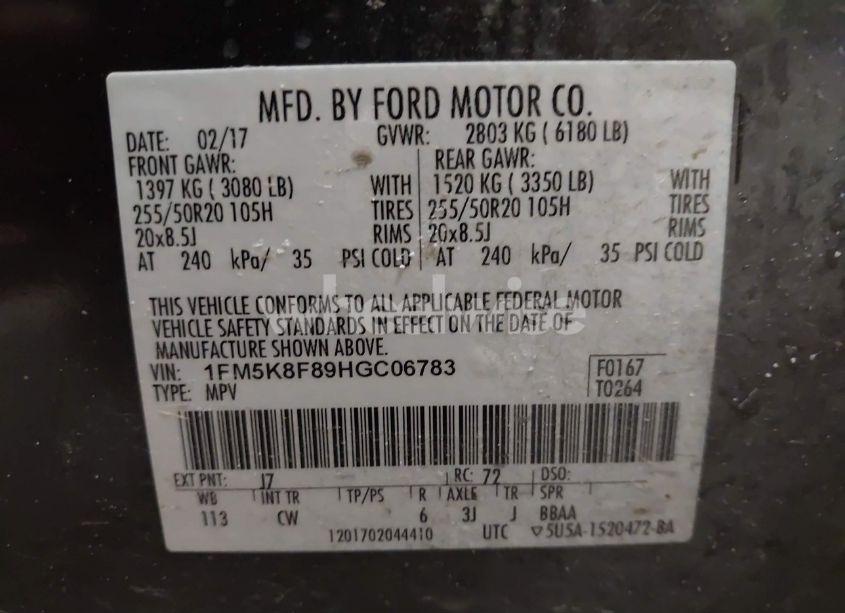 MFD. BY FORD MOTOR CO.
DATE: 02/17 GVWR: 2803 KG ( 6180 LB)
FRONT GAWR: REAR GAWR:
1397 KG ( 3080 LB) WITH 1520 KG ( 3350 LB) WITH
255/50R20 105H TIRES 255/50R20 105H TIRES
20x8.5J RIMS 20x8.5J RIMS
AT 240 kPa/ 35 PSI COLD AT 240 kPa/ 35 PSI COLD
THIS VEHICLE CONFORMS TO ALL APPLICABLE FEDERAL MOTOR
VEHICLE SAFETY STANDARDS IN EFFECT ON THE DATE OF
MANUFACTURE SHOWN ABOVE.
VIN: 1FM5K8F89HGC06783 F0167
TYPE: MPV T0264
EXT PNT: J7 RC: 72 DSO:
WB INT TR TP/PS R AXLE TR SPR
113 CW 6 3J J BBAA
1201702044410 UTC ▽5U5A-1520472-BA